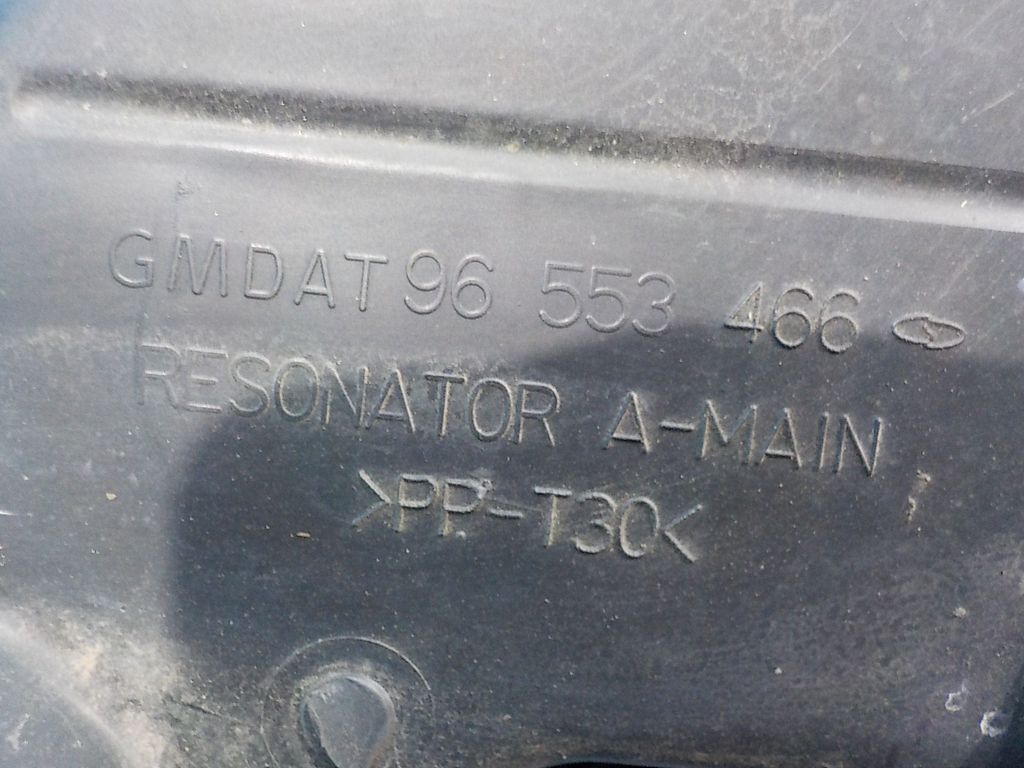 GMDAT 96 553 466
RESONATOR A-MAIN
>PP-T30<